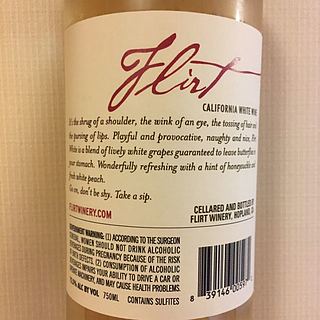 Flirt
CALIFORNIA WHITE WINE
It's the shrug of a shoulder, the wink of an eye, the tossing of hair and
the pursing of lips. Playful and provocative, naughty and nice, Flirt
White is a blend of lively white grapes guaranteed to leave butterflies in
your stomach. Wonderfully refreshing with a hint of honeysuckle and
fresh white peach.
Go on, don't be shy. Take a sip.
FLIRTWINERY.COM
CELLARED AND BOTTLED BY
FLIRT WINERY, HOPLAND, CA
GOVERNMENT WARNING: (1) ACCORDING TO THE SURGEON
GENERAL, WOMEN SHOULD NOT DRINK ALCOHOLIC
BEVERAGES DURING PREGNANCY BECAUSE OF THE RISK
OF BIRTH DEFECTS. (2) CONSUMPTION OF ALCOHOLIC
BEVERAGES IMPAIRS YOUR ABILITY TO DRIVE A CAR OR
OPERATE MACHINERY, AND MAY CAUSE HEALTH PROBLEMS.
ALC BY VOL 750ML CONTAINS SULFITES
8 39146